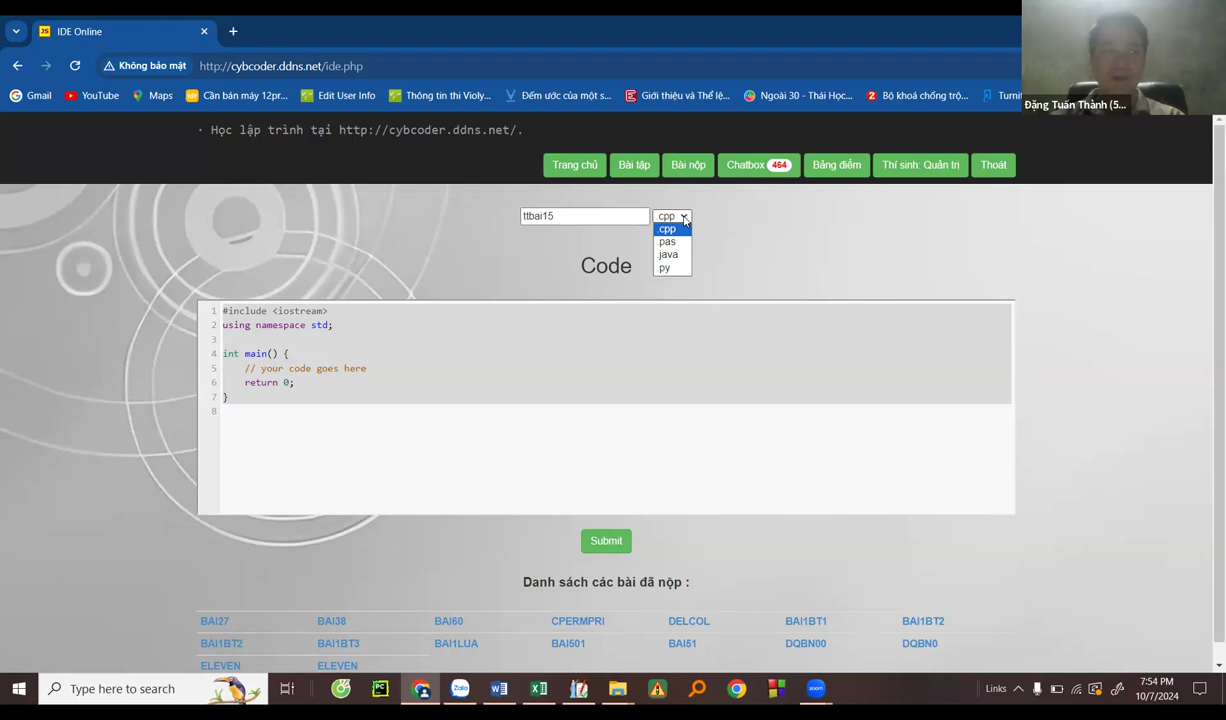 IDE Online
Không bảo mật
http://cybcoder.ddns.net/ide.php
Gmail
YouTube
Maps
Cần bán máy 12pr...
Edit User Info
Thông tin thi Violy...
Đếm ước của một s...
Giới thiệu và Thể lệ...
Ngoài 30 - Thái Học...
Bộ khoá chống trộ...
Turnit
Đặng Tuấn Thành (5...
· Học lập trình tại http://cybcoder.ddns.net/.
Trang chủ
Bài tập
Bài nộp
Chatbox 464
Bảng điểm
Thí sinh: Quản trị
Thoát
ttbai15
cpp
.cpp
.pas
.java
.py
Code
1 #include <iostream>
2 using namespace std;
3
4 int main() {
5 // your code goes here
6 return 0;
7 }
8
Submit
Danh sách các bài đã nộp :
BAI27 BAI38 BAI60 CPERMPRI DELCOL BAI1BT1 BAI1BT2
BAI1BT2 BAI1BT3 BAI1LUA BAI501 BAI51 DQBN00 DQBN0
ELEVEN ELEVEN
Type here to search
Links
7:54 PM
10/7/2024